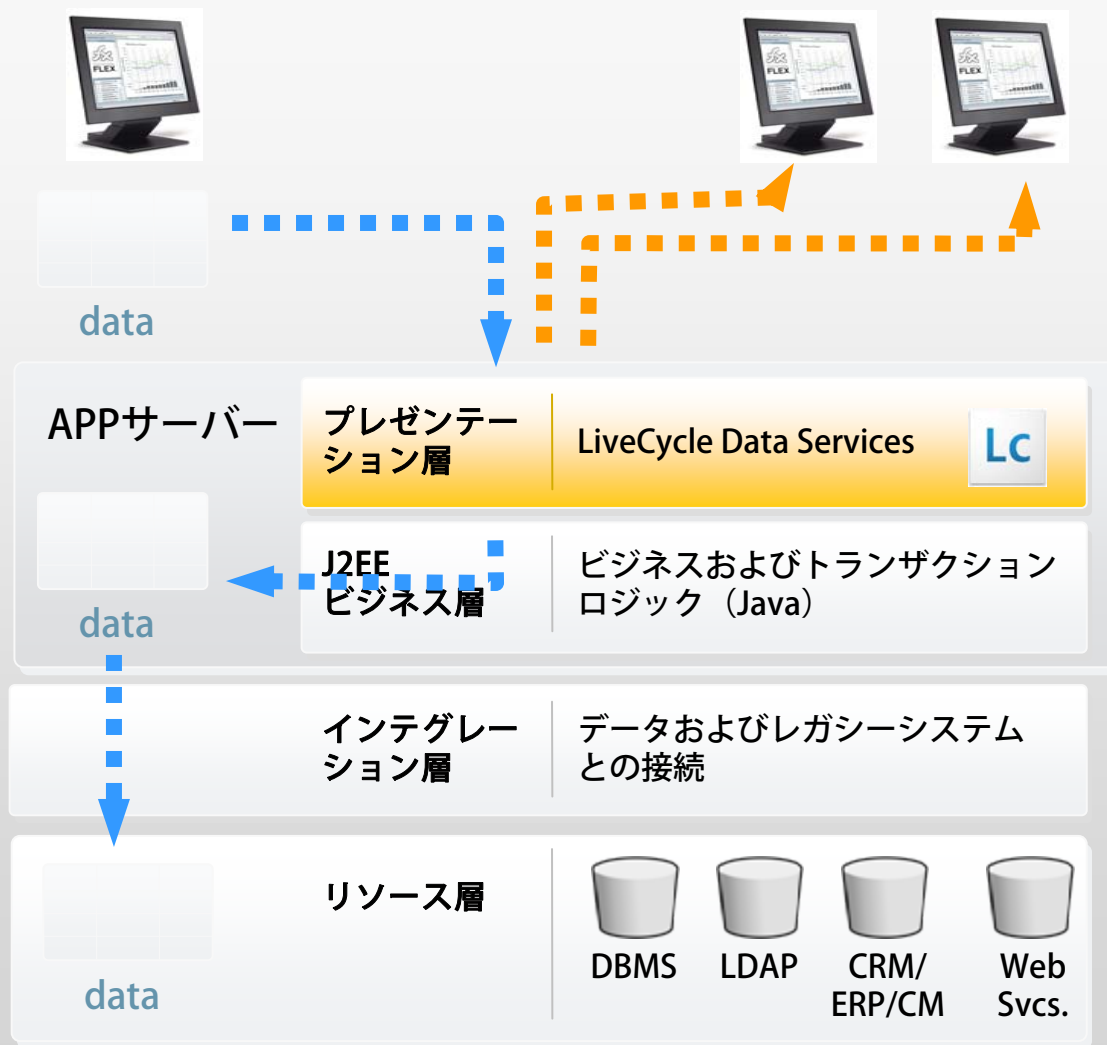 FLEX
FLEX
FLEX
data
APPサーバー
プレゼンテー
ション層
LiveCycle Data Services
Lc
data
J2EE
ビジネス層
ビジネスおよびトランザクション
ロジック（Java）
インテグレー
ション層
データおよびレガシーシステム
との接続
リソース層
data
DBMS
LDAP
CRM/
ERP/CM
Web
Svcs.